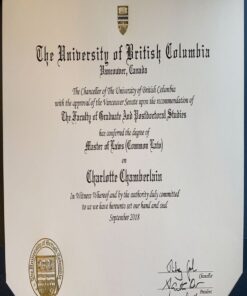 The University of British Columbia
Vancouver, Canada
The Chancellor of The University of British Columbia
with the approval of the Vancouver Senate upon the recommendation of
The Faculty of Graduate And Postdoctoral Studies
has conferred the degree of
Master of Laws (Common Law)
on
Charlotte Chamberlain
In Witness Whereof and by the authority duly committed
to us we have hereunto set our hand and seal
September 2018
Chancellor
President